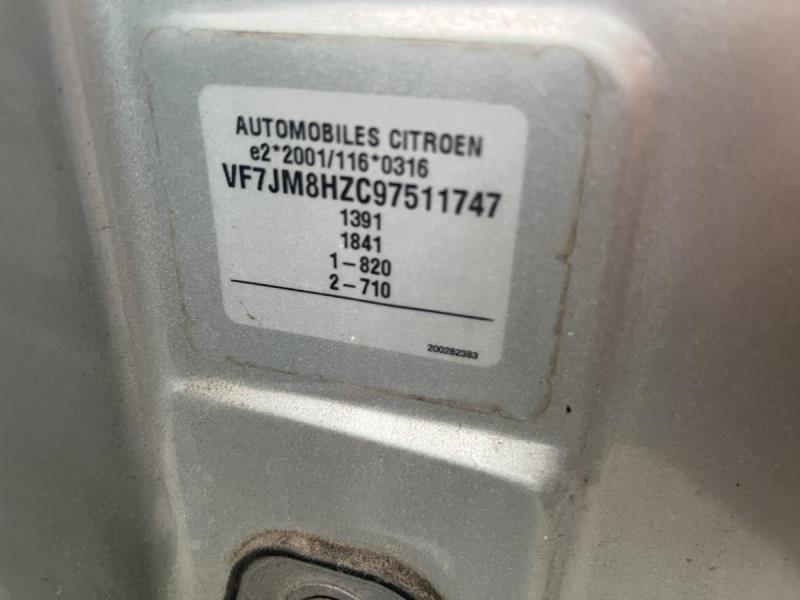 AUTOMOBILES CITROEN
e2*2001/116*0316
VF7JM8HZC97511747
1391
1841
1-820
2-710
200282383